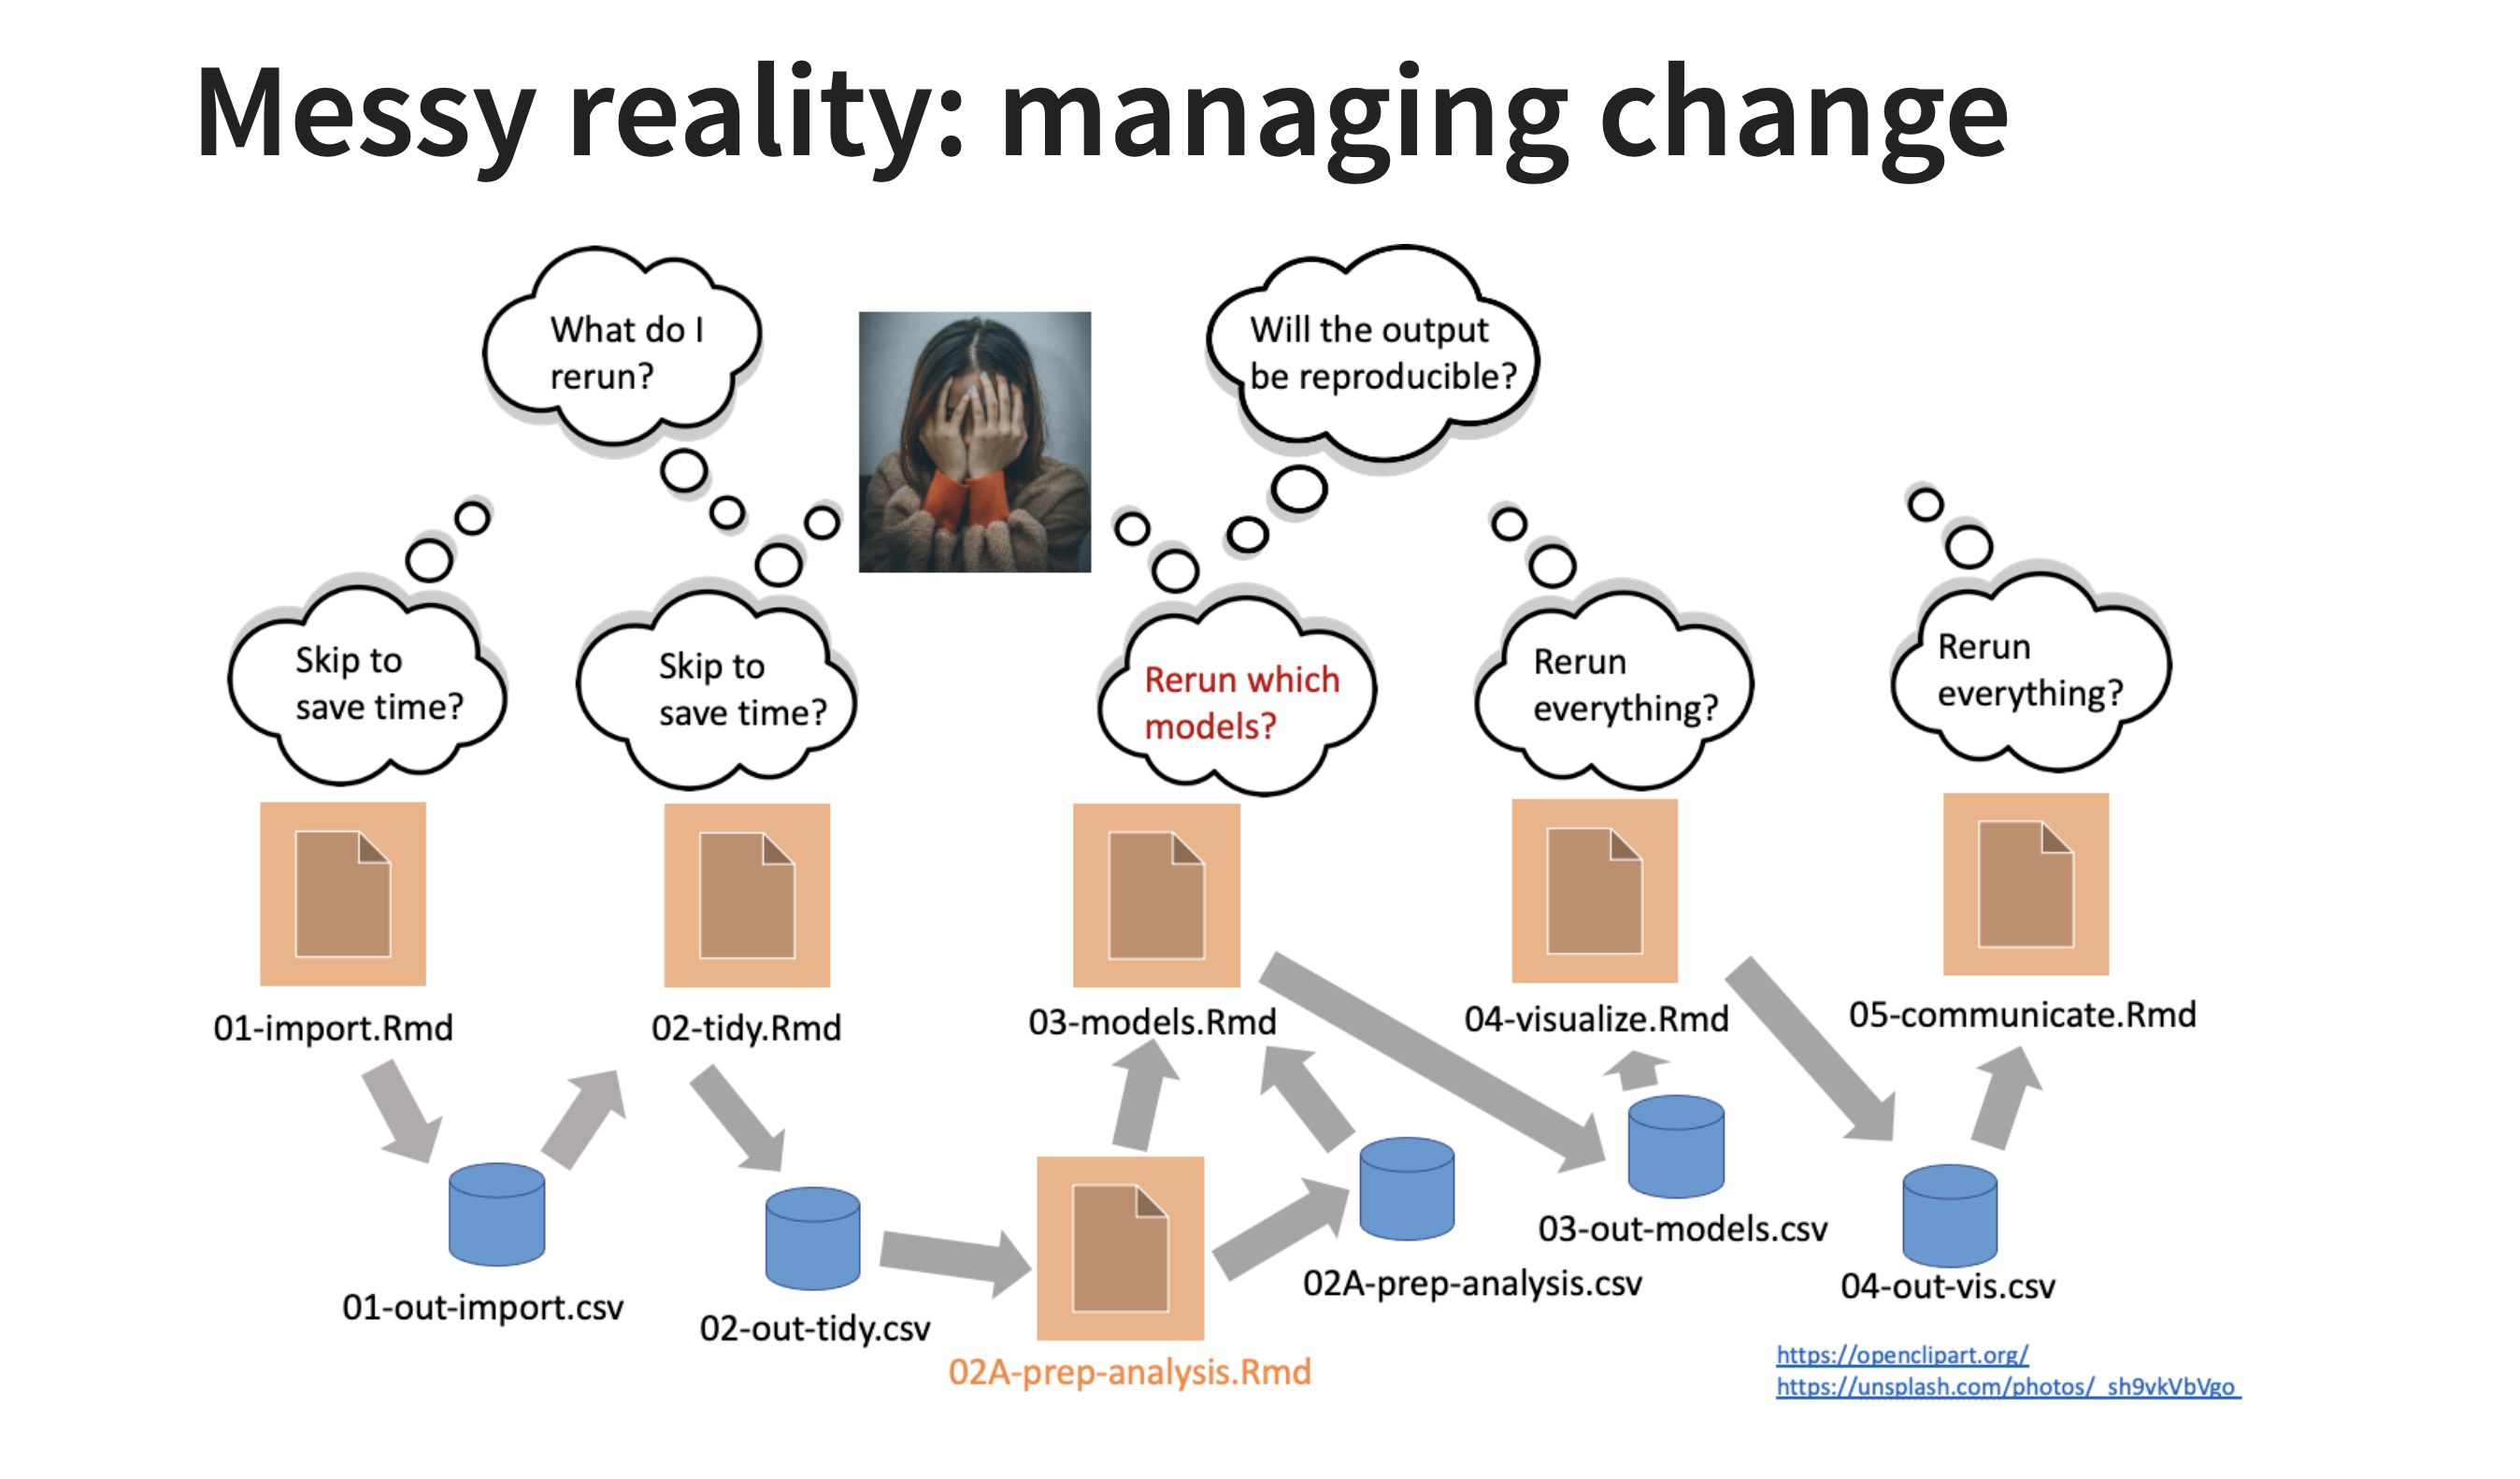 Messy reality: managing change
What do I
rerun?
Will the output
be reproducible?
Skip to
save time?
Skip to
save time?
Rerun which
models?
Rerun
everything?
Rerun
everything?
01-import.Rmd
02-tidy.Rmd
03-models.Rmd
04-visualize.Rmd
05-communicate.Rmd
01-out-import.csv
02-out-tidy.csv
02A-prep-analysis.Rmd
02A-prep-analysis.csv
03-out-models.csv
04-out-vis.csv
https://openclipart.org/
https://unsplash.com/photos/_sh9vkVbVgo